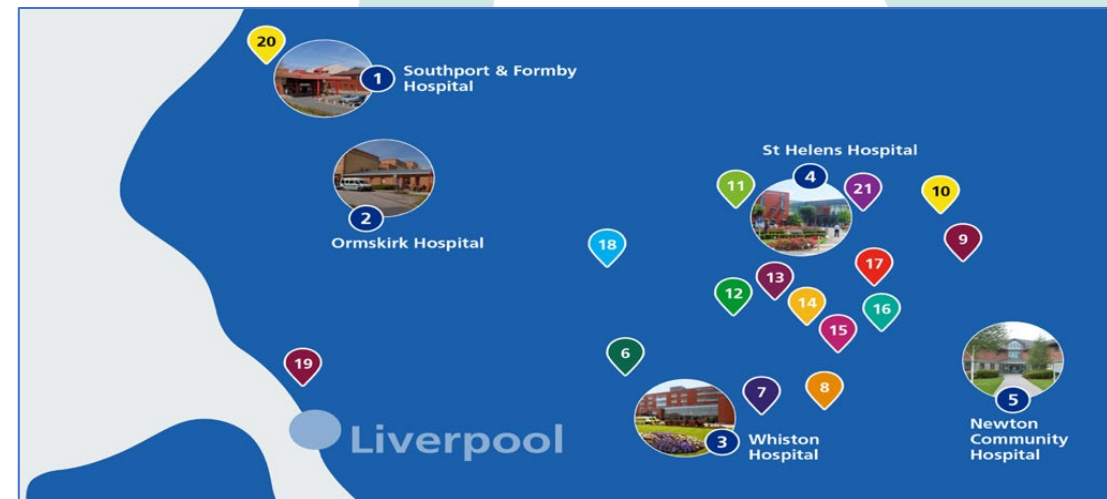 20
1
Southport & Formby
Hospital
2
Ormskirk Hospital
St Helens Hospital
4
11
21
10
9
18
17
13
12
14
16
15
19
6
7
8
5
Newton
Community
Hospital
3
Whiston
Hospital
Liverpool